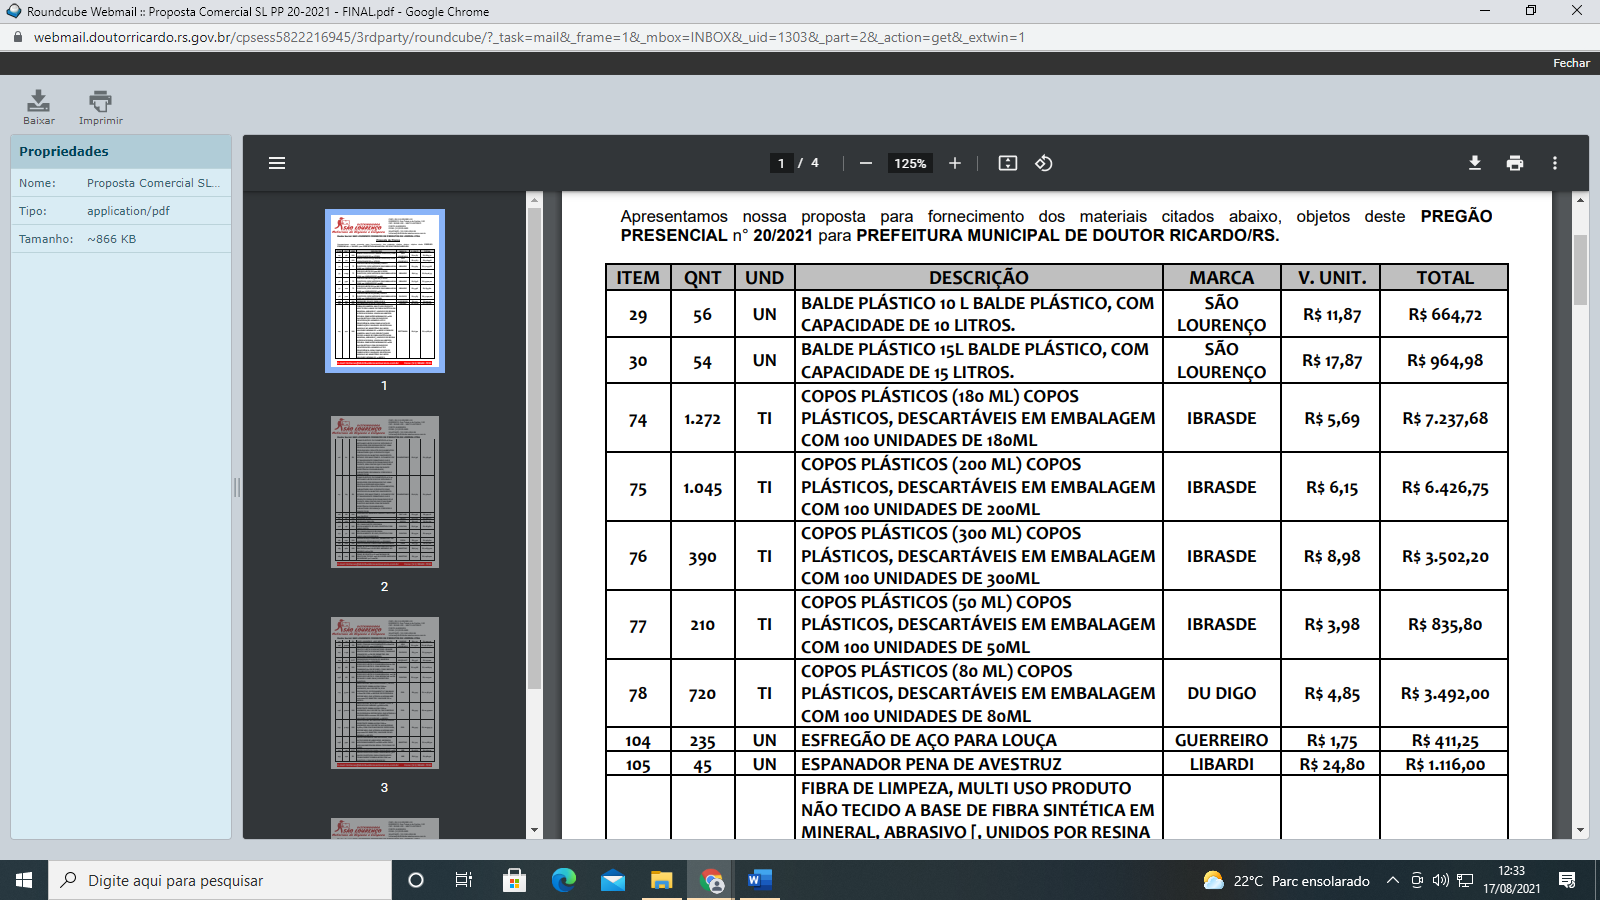 Roundcube Webmail :: Proposta Comercial SL PP 20-2021 - FINAL.pdf - Google Chrome
webmail.doutorricardo.rs.gov.br/cpsess5822216945/3rdparty/roundcube/?_task=mail&_frame=1&_mbox=INBOX&_uid=1303&_part=2&_action=get&_extwin=1
Fechar
Baixar
Imprimir
Propriedades
Nome: Proposta Comercial SL...
Tipo: application/pdf
Tamanho: ~866 KB
1 / 4 125%
1
2
3
Apresentamos nossa proposta para fornecimento dos materiais citados abaixo, objetos deste PREGÃO
PRESENCIAL n° 20/2021 para PREFEITURA MUNICIPAL DE DOUTOR RICARDO/RS.
ITEM QNT UND DESCRIÇÃO MARCA V. UNIT. TOTAL
29 56 UN BALDE PLÁSTICO 10 L BALDE PLÁSTICO, COM SÃO R$ 11,87 R$ 664,72
CAPACIDADE DE 10 LITROS. LOURENÇO
30 54 UN BALDE PLÁSTICO 15L BALDE PLÁSTICO, COM SÃO R$ 17,87 R$ 964,98
CAPACIDADE DE 15 LITROS. LOURENÇO
COPOS PLÁSTICOS (180 ML) COPOS
74 1.272 TI PLÁSTICOS, DESCARTÁVEIS EM EMBALAGEM IBRASDE R$ 5,69 R$ 7.237,68
COM 100 UNIDADES DE 180ML
COPOS PLÁSTICOS (200 ML) COPOS
75 1.045 TI PLÁSTICOS, DESCARTÁVEIS EM EMBALAGEM IBRASDE R$ 6,15 R$ 6.426,75
COM 100 UNIDADES DE 200ML
COPOS PLÁSTICOS (300 ML) COPOS
76 390 TI PLÁSTICOS, DESCARTÁVEIS EM EMBALAGEM IBRASDE R$ 8,98 R$ 3.502,20
COM 100 UNIDADES DE 300ML
COPOS PLÁSTICOS (50 ML) COPOS
77 210 TI PLÁSTICOS, DESCARTÁVEIS EM EMBALAGEM IBRASDE R$ 3,98 R$ 835,80
COM 100 UNIDADES DE 50ML
COPOS PLÁSTICOS (80 ML) COPOS
78 720 TI PLÁSTICOS, DESCARTÁVEIS EM EMBALAGEM DU DIGO R$ 4,85 R$ 3.492,00
COM 100 UNIDADES DE 80ML
104 235 UN ESFREGÃO DE AÇO PARA LOUÇA GUERREIRO R$ 1,75 R$ 411,25
105 45 UN ESPANADOR PENA DE AVESTRUZ LIBARDI R$ 24,80 R$ 1.116,00
FIBRA DE LIMPEZA, MULTI USO PRODUTO
NÃO TECIDO A BASE DE FIBRA SINTÉTICA EM
MINERAL, ABRASIVO [, UNIDOS POR RESINA
Digite aqui para pesquisar
22°C Parc ensolarado
12:33
17/08/2021